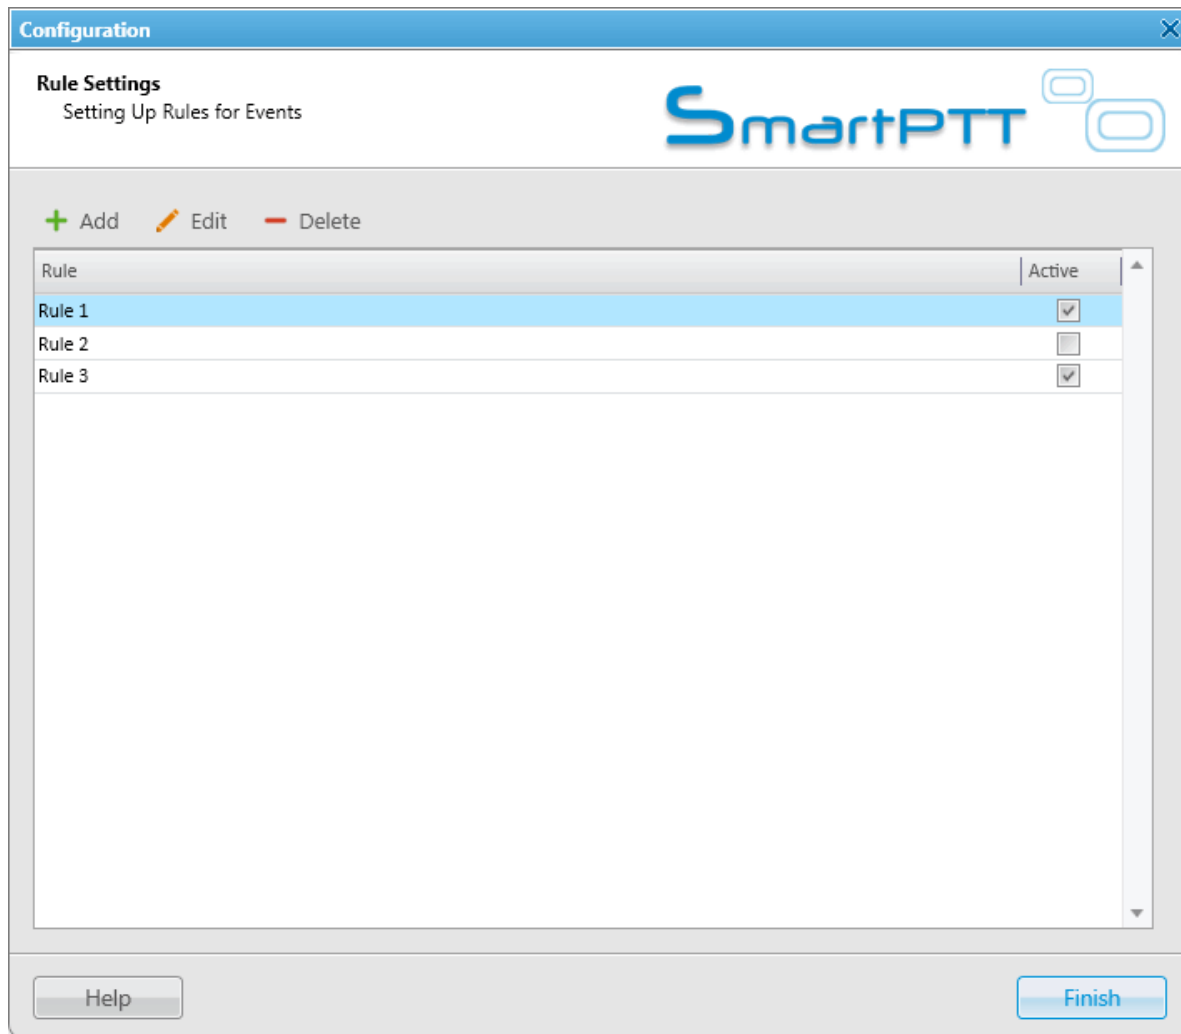 Configuration
Rule Settings
Setting Up Rules for Events
SmartPTT
Add Edit Delete
Rule Active
Rule 1
Rule 2
Rule 3
Help Finish